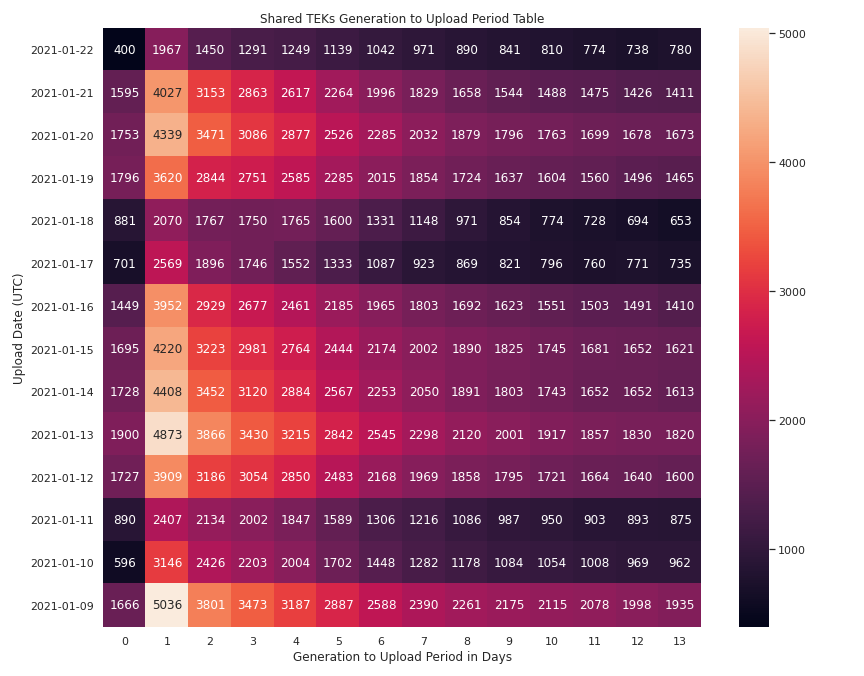 Shared TEKs Generation to Upload Period Table
Upload Date (UTC)
2021-01-22 400 1967 1450 1291 1249 1139 1042 971 890 841 810 774 738 780
2021-01-21 1595 4027 3153 2863 2617 2264 1996 1829 1658 1544 1488 1475 1426 1411
2021-01-20 1753 4339 3471 3086 2877 2526 2285 2032 1879 1796 1763 1699 1678 1673
2021-01-19 1796 3620 2844 2751 2585 2285 2015 1854 1724 1637 1604 1560 1496 1465
2021-01-18 881 2070 1767 1750 1765 1600 1331 1148 971 854 774 728 694 653
2021-01-17 701 2569 1896 1746 1552 1333 1087 923 869 821 796 760 771 735
2021-01-16 1449 3952 2929 2677 2461 2185 1965 1803 1692 1623 1551 1503 1491 1410
2021-01-15 1695 4220 3223 2981 2764 2444 2174 2002 1890 1825 1745 1681 1652 1621
2021-01-14 1728 4408 3452 3120 2884 2567 2253 2050 1891 1803 1743 1652 1652 1613
2021-01-13 1900 4873 3866 3430 3215 2842 2545 2298 2120 2001 1917 1857 1830 1820
2021-01-12 1727 3909 3186 3054 2850 2483 2168 1969 1858 1795 1721 1664 1640 1600
2021-01-11 890 2407 2134 2002 1847 1589 1306 1216 1086 987 950 903 893 875
2021-01-10 596 3146 2426 2203 2004 1702 1448 1282 1178 1084 1054 1008 969 962
2021-01-09 1666 5036 3801 3473 3187 2887 2588 2390 2261 2175 2115 2078 1998 1935
0 1 2 3 4 5 6 7 8 9 10 11 12 13
Generation to Upload Period in Days
5000
4000
3000
2000
1000